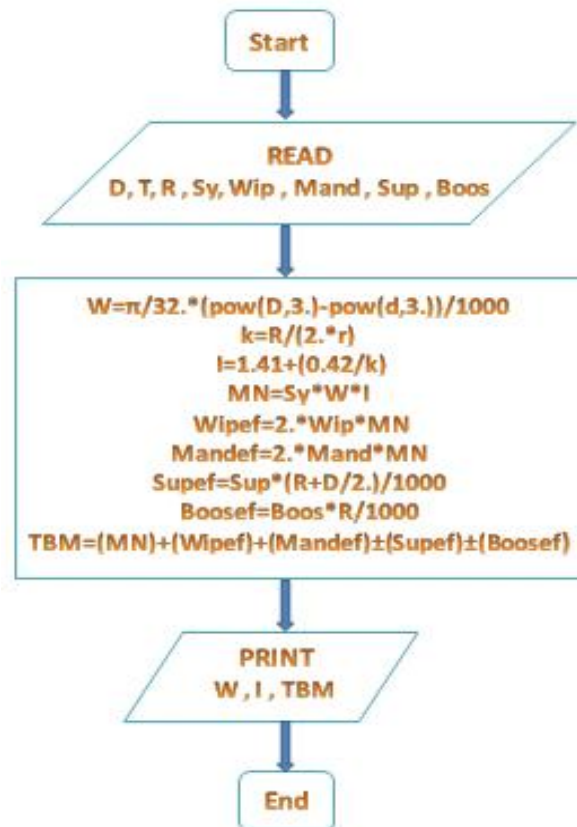 Start
READ
D, T, R , Sy, Wip , Mand , Sup , Boos
W=π/32.*(pow(D,3.)-pow(d,3.))/1000
k=R/(2.*r)
I=1.41+(0.42/k)
MN=Sy*W*I
Wipef=2.*Wip*MN
Mandef=2.*Mand*MN
Supef=Sup*(R+D/2.)/1000
Boosef=Boos*R/1000
TBM=(MN)+(Wipef)+(Mandef)±(Supef)±(Boosef)
PRINT
W , I , TBM
End